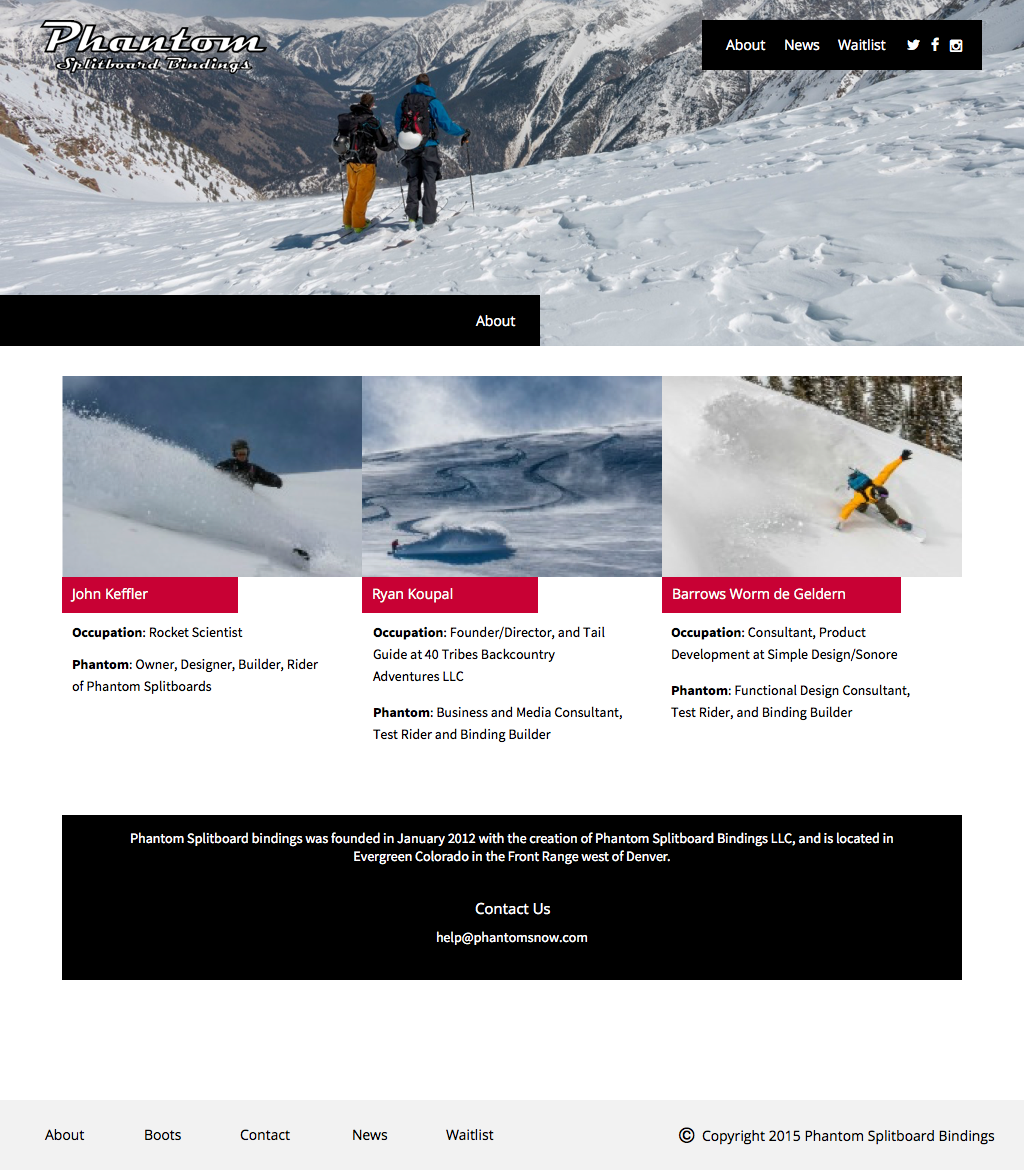 Phantom
Splitboard Bindings
About News Waitlist
About
John Keffler
Occupation: Rocket Scientist
Phantom: Owner, Designer, Builder, Rider
of Phantom Splitboards
Ryan Koupal
Occupation: Founder/Director, and Tail
Guide at 40 Tribes Backcountry
Adventures LLC
Phantom: Business and Media Consultant,
Test Rider and Binding Builder
Barrows Worm de Geldern
Occupation: Consultant, Product
Development at Simple Design/Sonore
Phantom: Functional Design Consultant,
Test Rider, and Binding Builder
Phantom Splitboard bindings was founded in January 2012 with the creation of Phantom Splitboard Bindings LLC, and is located in
Evergreen Colorado in the Front Range west of Denver.
Contact Us
help@phantomsnow.com
About Boots Contact News Waitlist © Copyright 2015 Phantom Splitboard Bindings